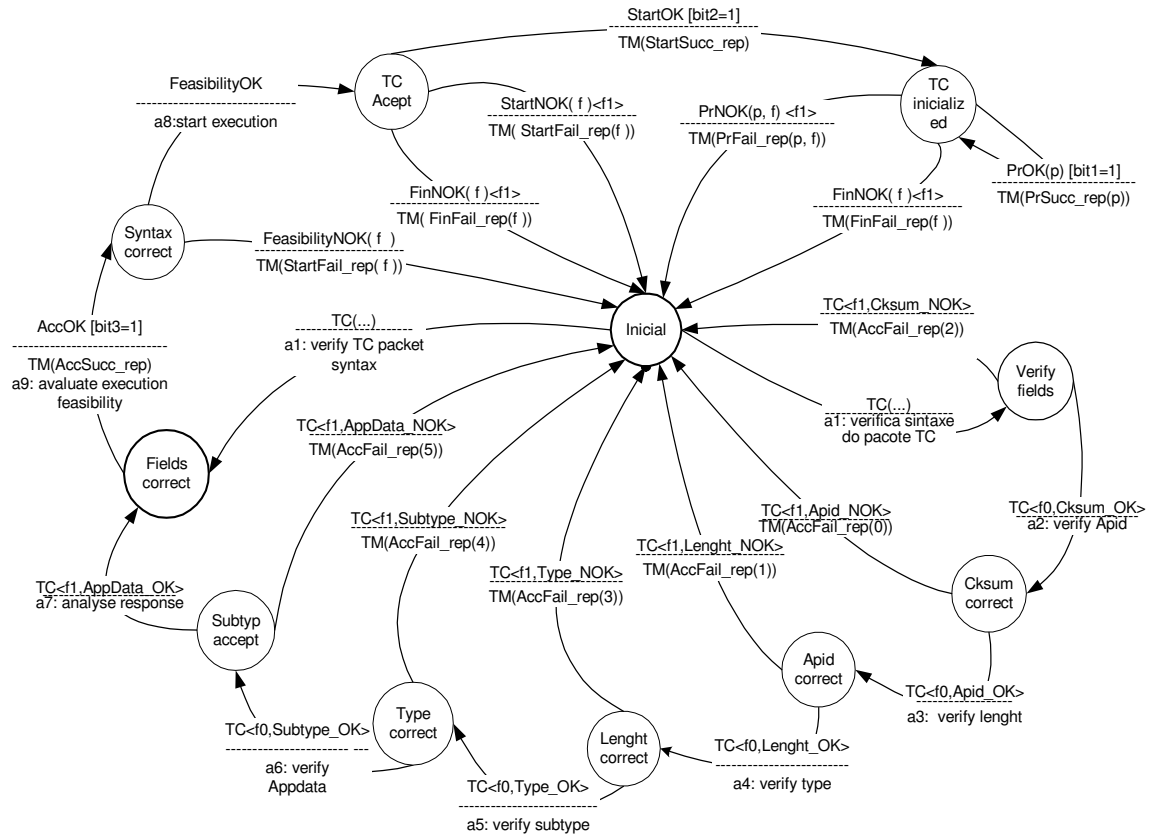 StartOK [bit2=1]
TM(StartSucc_rep)
FeasibilityOK
a8:start execution
TC
Acept
StartNOK( f )<f1>
TM( StartFail_rep(f ))
PrNOK(p, f) <f1>
TM(PrFail_rep(p, f))
TC
inicializ
ed
PrOK(p) [bit1=1]
TM(PrSucc_rep(p))
FinNOK( f )<f1>
TM( FinFail_rep(f ))
FinNOK( f )<f1>
TM(FinFail_rep(f ))
Syntax
correct
FeasibilityNOK( f )
TM(StartFail_rep( f ))
AccOK [bit3=1]
TM(AccSucc_rep)
a9: avaluate execution
feasibility
TC(...)
a1: verify TC packet
syntax
Inicial
TC<f1,Cksum_NOK>
TM(AccFail_rep(2))
Verify
fields
TC(...)
a1: verifica sintaxe
do pacote TC
TC<f1,AppData_NOK>
TM(AccFail_rep(5))
Fields
correct
TC<f1,Subtype_NOK>
TM(AccFail_rep(4))
TC<f1,Type_NOK>
TM(AccFail_rep(3))
TC<f1,Lenght_NOK>
TM(AccFail_rep(1))
TC<f1,Apid_NOK>
TM(AccFail_rep(0))
TC<f0,Cksum_OK>
a2: verify Apid
TC<f1,AppData_OK>
a7: analyse response
Subtyp
accept
Cksum
correct
Apid
correct
TC<f0,Apid_OK>
a3: verify lenght
TC<f0,Subtype_OK>
a6: verify
Appdata
Type
correct
Lenght
correct
TC<f0,Lenght_OK>
a4: verify type
TC<f0,Type_OK>
a5: verify subtype